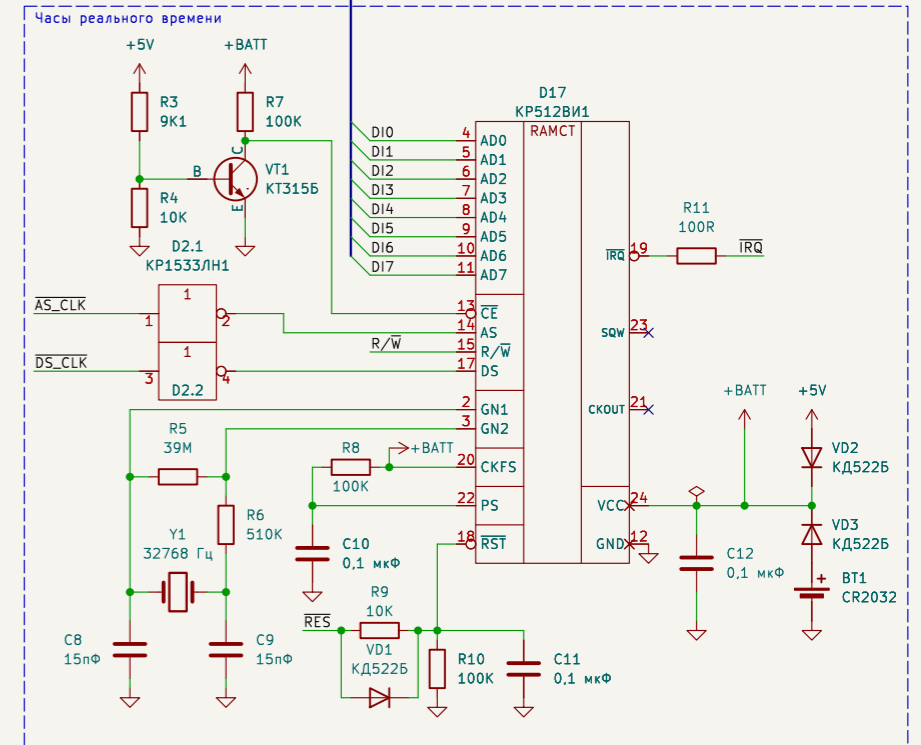 Часы реального времени
+5V
+BATT
R3
9K1
R7
100K
C
B
E
VT1
КТ315Б
R4
10K
D17
КР512ВИ1
RAMCT
DI0
4
AD0
DI1
5
AD1
DI2
6
AD2
DI3
7
AD3
DI4
8
AD4
DI5
9
AD5
DI6
10
AD6
DI7
11
AD7
R11
100R
IRQ
19
IRQ
D2.1
КР1533ЛН1
AS_CLK
1
1
2
13
CE
14
AS
R/W
15
R/W
DS_CLK
1
3
4
17
DS
D2.2
SQW
23
CKOUT
21
2
GN1
3
GN2
R5
39M
R8
100K
+BATT
20
CKFS
22
PS
18
RST
+BATT
+5V
VD2
КД522Б
VCC
24
GND
12
VD3
КД522Б
R6
510K
Y1
32768 Гц
C10
0,1 мкФ
C12
0,1 мкФ
+
BT1
CR2032
R9
10K
RES
VD1
КД522Б
C8
15пФ
C9
15пФ
R10
100K
C11
0,1 мкФ